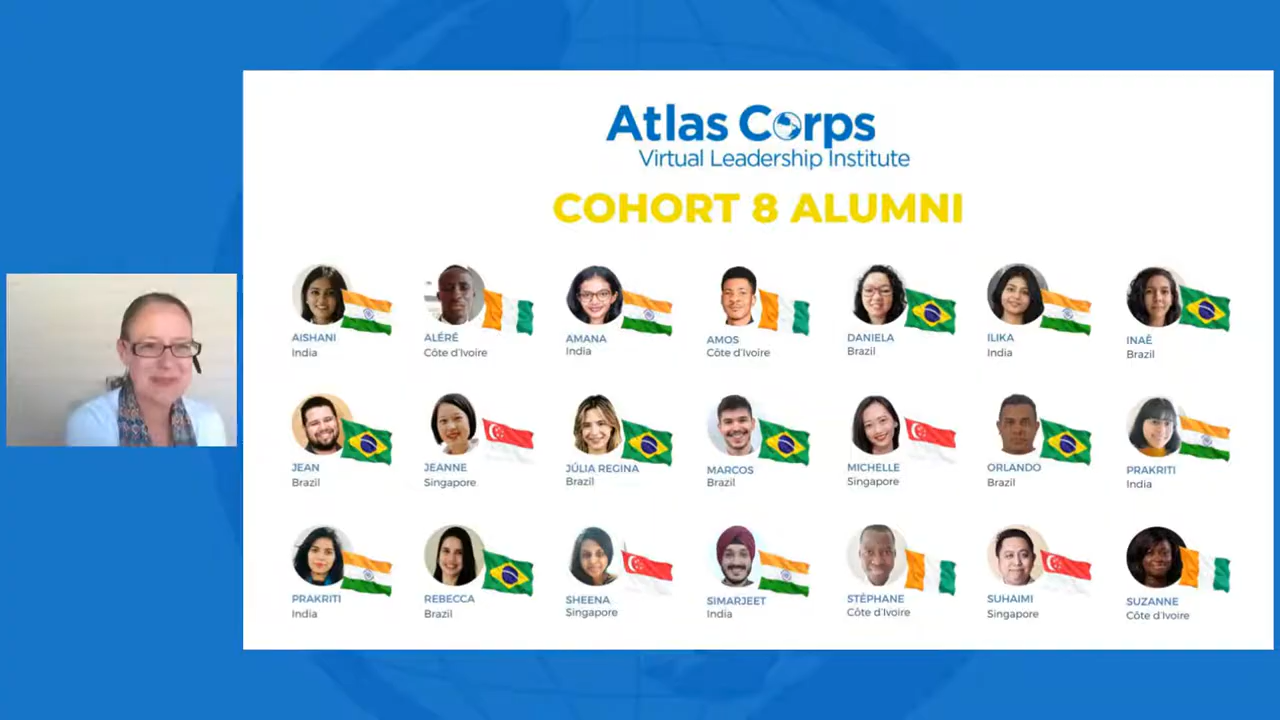 Atlas Corps
Virtual Leadership Institute
COHORT 8 ALUMNI
AISHANI
India
ALÉRÉ
Côte d'Ivoire
AMANA
India
AMOS
Côte d'Ivoire
DANIELA
Brazil
ILIKA
India
INAÊ
Brazil
JEAN
Brazil
JEANNE
Singapore
JÚLIA REGINA
Brazil
MARCOS
Brazil
MICHELLE
Singapore
ORLANDO
Brazil
PRAKRITI
India
PRAKRITI
India
REBECCA
Brazil
SHEENA
Singapore
SIMARJEET
India
STÉPHANE
Côte d'Ivoire
SUHAIMI
Singapore
SUZANNE
Côte d'Ivoire